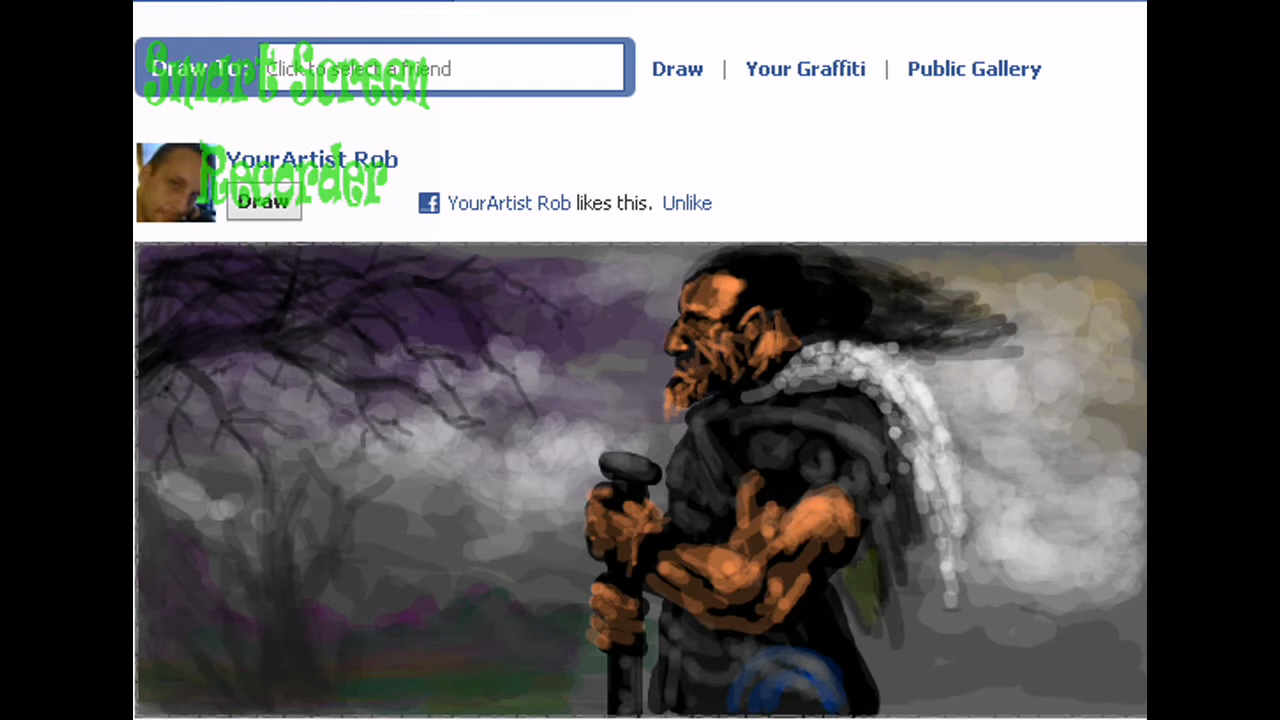 Smart Screen
Recorder
Draw To: Click to select a friend
Draw | Your Graffiti | Public Gallery
YourArtist Rob
Draw
YourArtist Rob likes this. Unlike